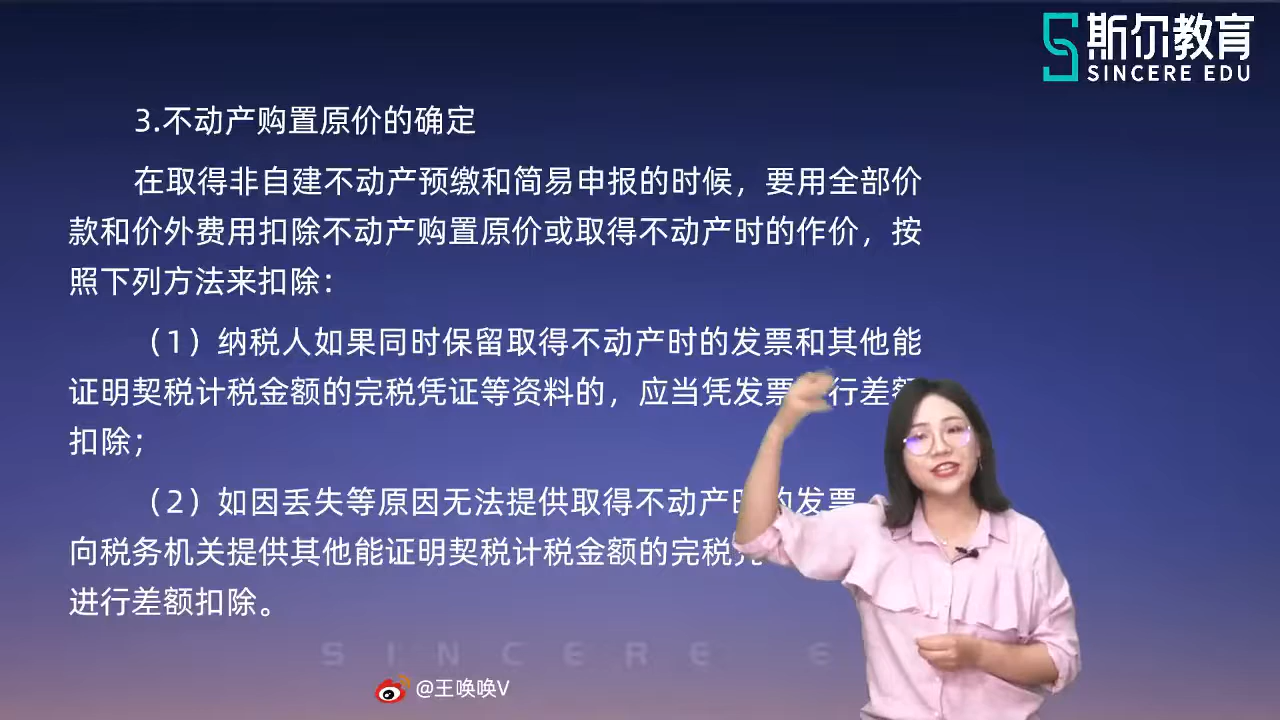 斯尔教育
SINCERE EDU
3.不动产购置原价的确定
在取得非自建不动产预缴和简易申报的时候，要用全部价
款和价外费用扣除不动产购置原价或取得不动产时的作价，按
照下列方法来扣除：
（1）纳税人如果同时保留取得不动产时的发票和其他能
证明契税计税金额的完税凭证等资料的，应当凭发票 行差额
扣除；
（2）如因丢失等原因无法提供取得不动产时的发票
向税务机关提供其他能证明契税计税金额的完税
进行差额扣除。
SINCERE E
@王唤唤V